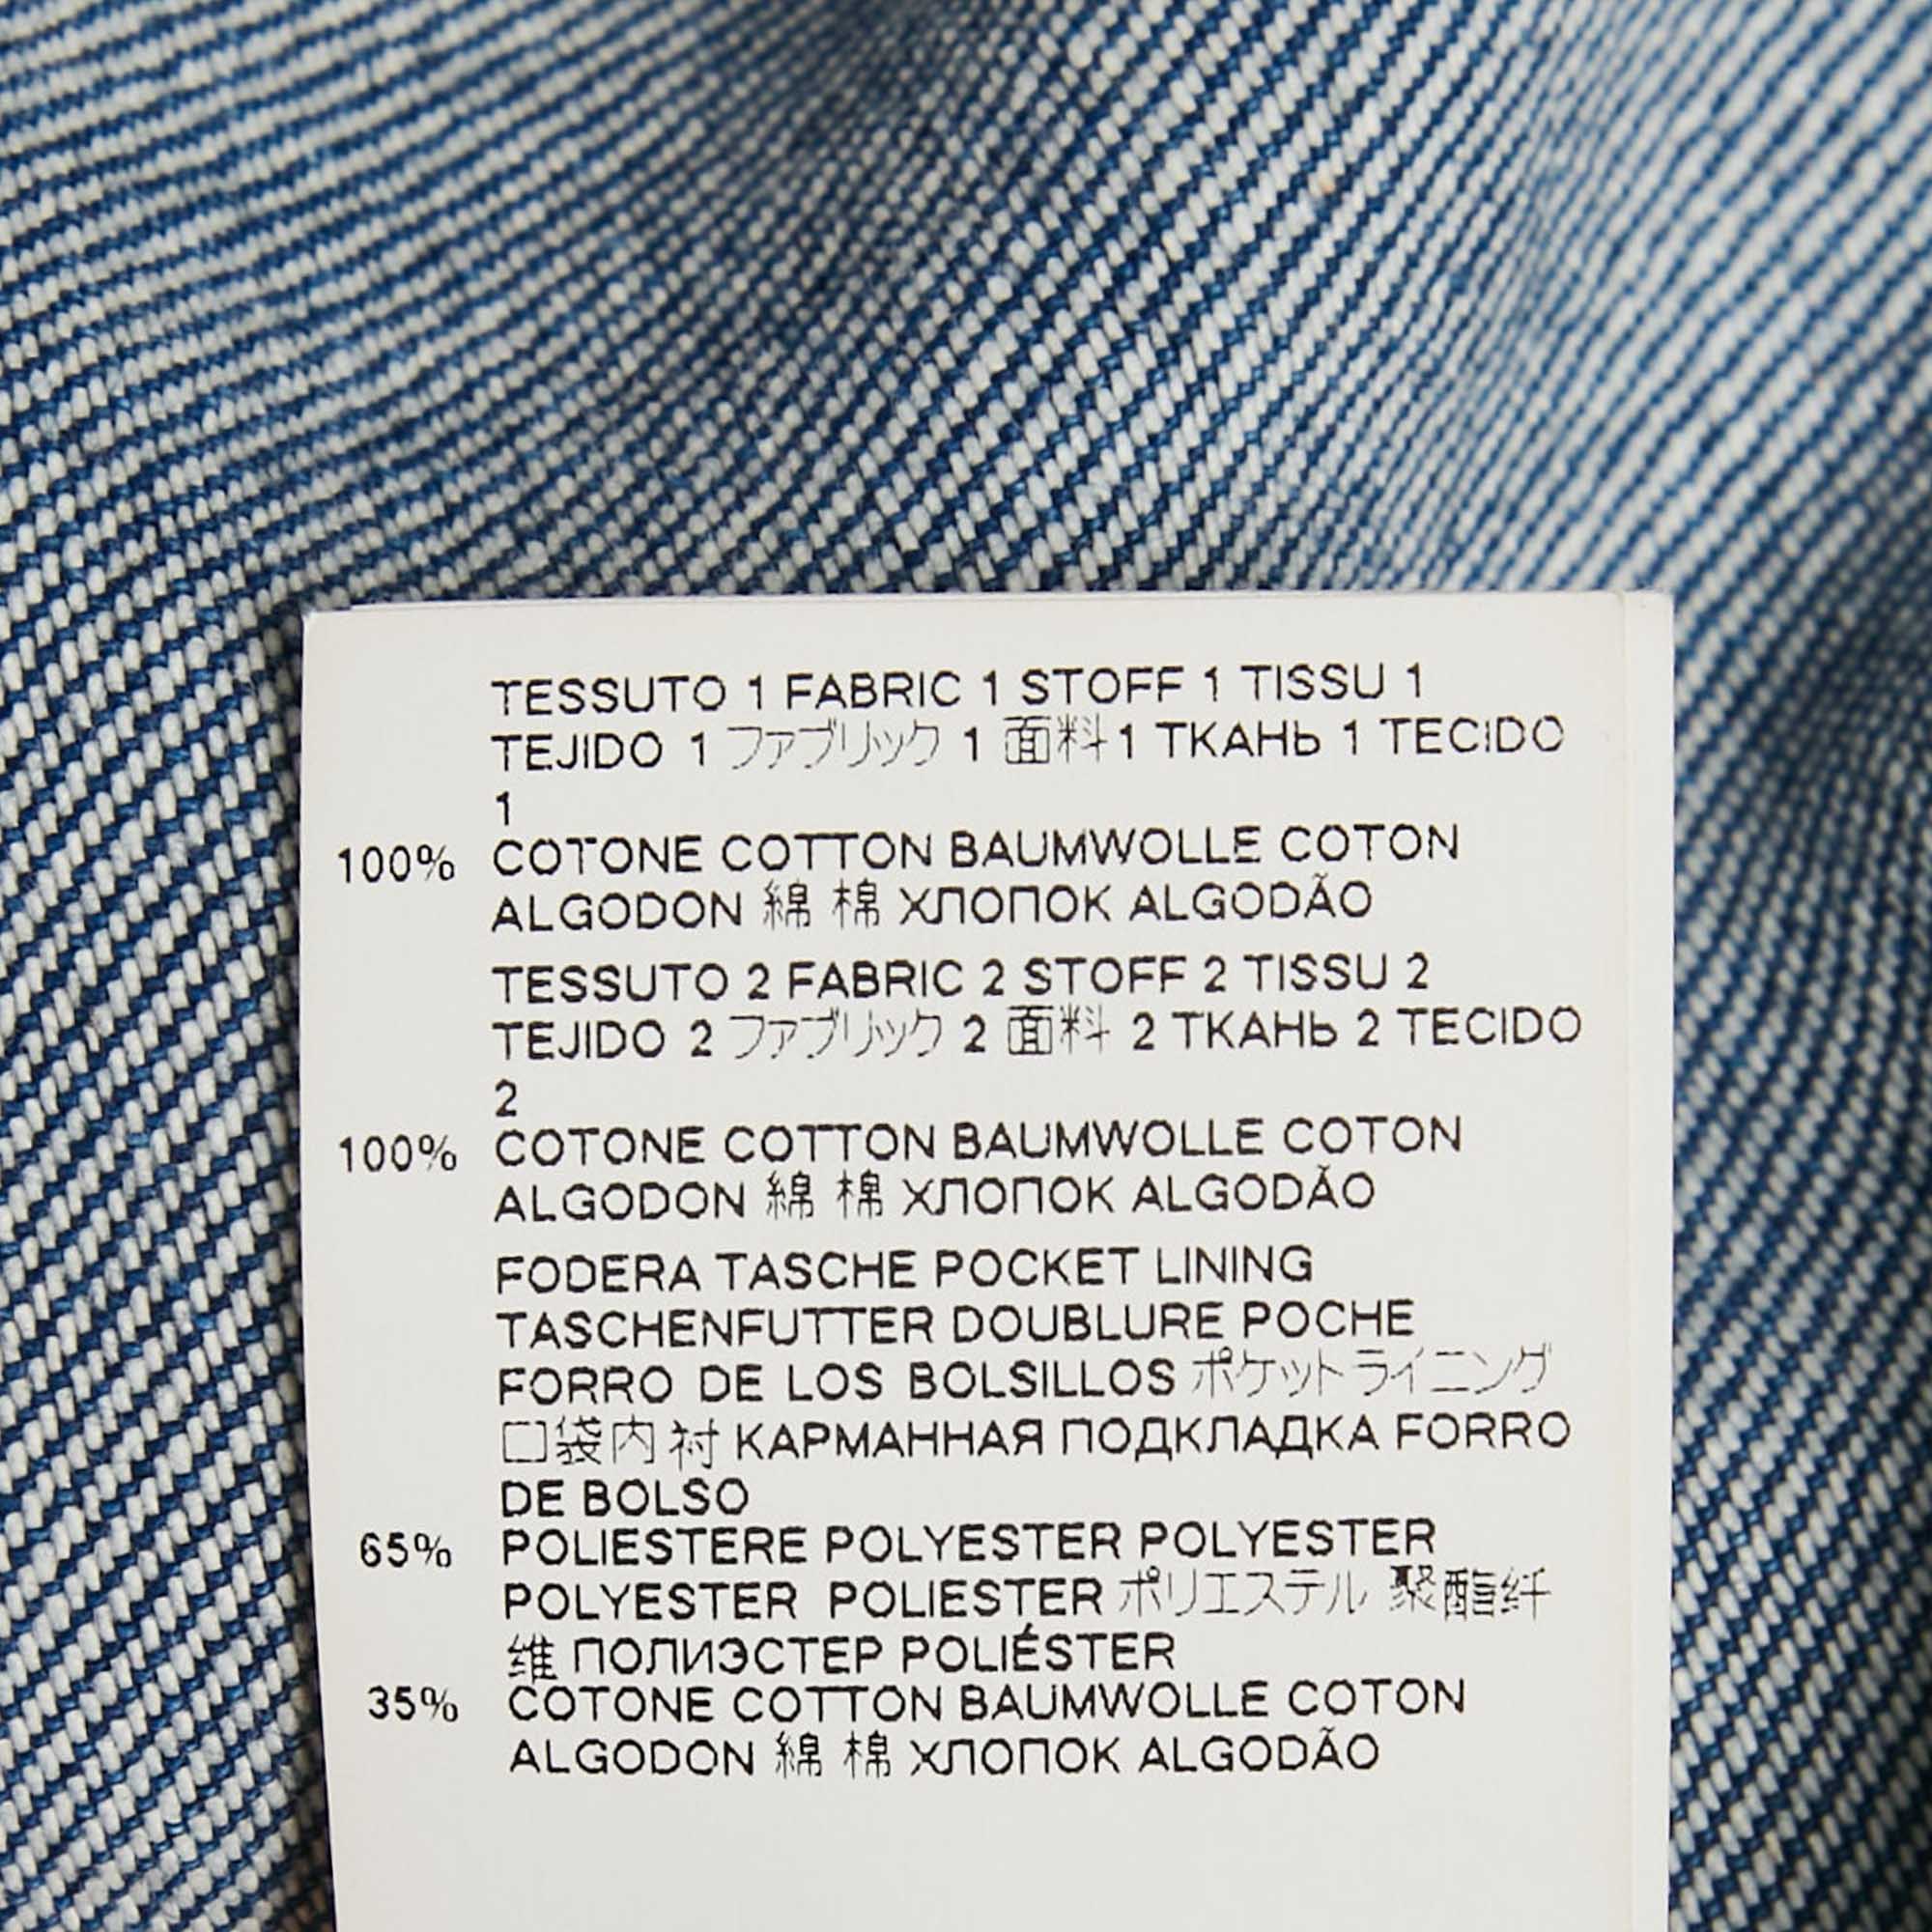 TESSUTO 1 FABRIC 1 STOFF 1 TISSU 1
TEJIDO 1 ファブリック 1 面料 1 ТКАНЬ 1 TECIDO
1
100% COTONE COTTON BAUMWOLLE COTON
ALGODON 綿 棉 ХЛОПОК ALGODÃO
TESSUTO 2 FABRIC 2 STOFF 2 TISSU 2
TEJIDO 2 ファブリック 2 面料 2 ТКАНЬ 2 TECIDO
2
100% COTONE COTTON BAUMWOLLE COTON
ALGODON 綿 棉 ХЛОПОК ALGODÃO
FODERA TASCHE POCKET LINING
TASCHENFUTTER DOUBLURE POCHE
FORRO DE LOS BOLSILLOS ポケットライニング
口袋内衬 КАРМАННАЯ ПОДКЛАДКА FORRO
DE BOLSO
65% POLIESTERE POLYESTER POLYESTER
POLYESTER POLIESTER ポリエステル 聚酯纤
维 ПОЛИЭСТЕР POLIÉSTER
35% COTONE COTTON BAUMWOLLE COTON
ALGODON 綿 棉 ХЛОПОК ALGODÃO